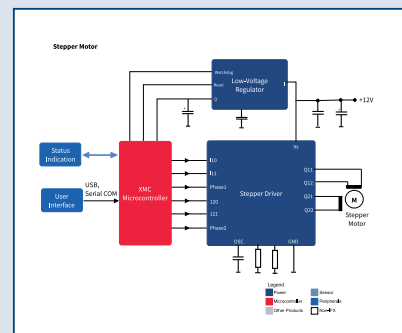 Stepper Motor
Watchdog
Reset
Q
I
Low-Voltage
Regulator
+12V
Vs
Status
Indication
User
Interface
USB,
Serial COM
XMC
Microcontroller
I10
I11
Phase1
I20
I21
Phase2
Stepper Driver
Q11
Q12
Q21
Q22
OSC
GND
M
Stepper
Motor
Legend
Power
Sensor
Microcontroller
Peripherals
Other Products
Non-IFX